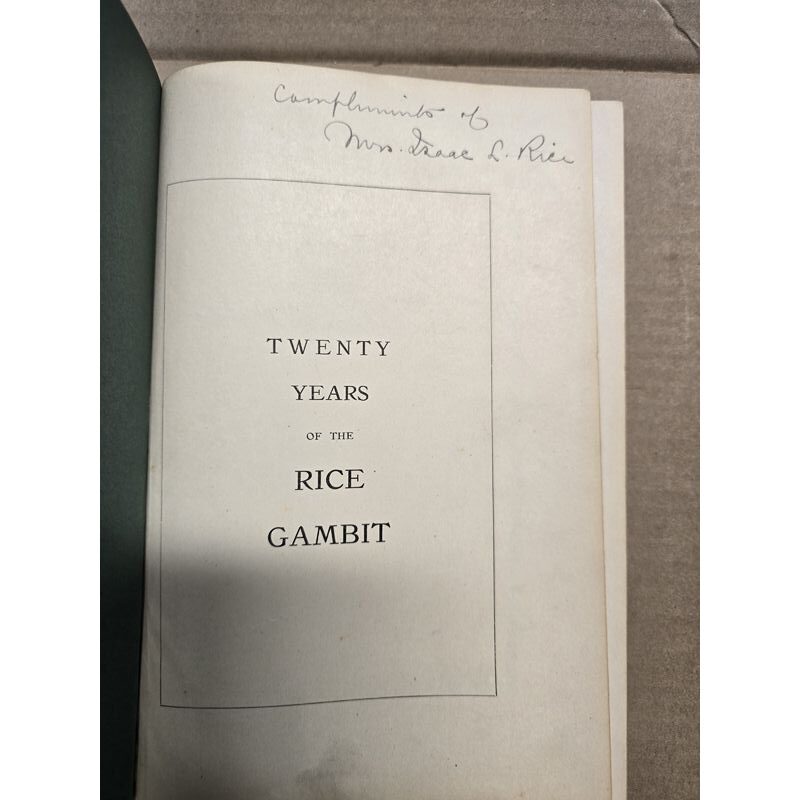 Compliments of
Mrs. Isaac L. Rice
TWENTY
YEARS
OF THE
RICE
GAMBIT